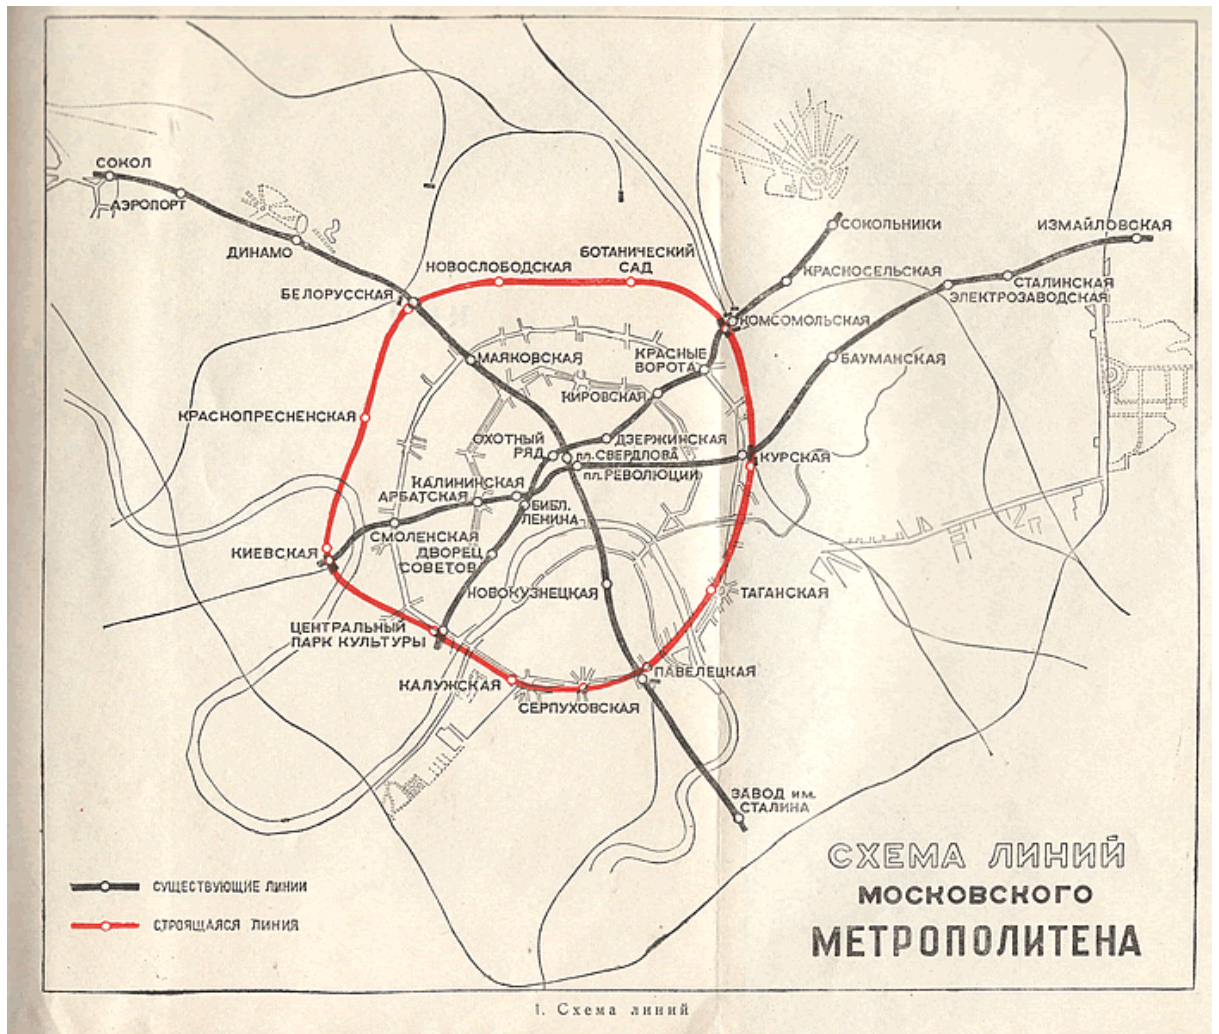 СОКОЛ
АЭРОПОРТ
ДИНАМО
БЕЛОРУССКАЯ
НОВОСЛОБОДСКАЯ
БОТАНИЧЕСКИЙ
САД
СОКОЛЬНИКИ
ИЗМАЙЛОВСКАЯ
КРАСНОСЕЛЬСКАЯ
СТАЛИНСКАЯ
ЭЛЕКТРОЗАВОДСКАЯ
КОМСОМОЛЬСКАЯ
МАЯКОВСКАЯ
КРАСНЫЕ
ВОРОТА
БАУМАНСКАЯ
КИРОВСКАЯ
КРАСНОПРЕСНЕНСКАЯ
ОХОТНЫЙ
РЯД
ДЗЕРЖИНСКАЯ
пл. СВЕРДЛОВА
пл. РЕВОЛЮЦИИ
КУРСКАЯ
КАЛИНИНСКАЯ
АРБАТСКАЯ
БИБЛ.
ЛЕНИНА
СМОЛЕНСКАЯ
КИЕВСКАЯ
ДВОРЕЦ
СОВЕТОВ
НОВОКУЗНЕЦКАЯ
ТАГАНСКАЯ
ЦЕНТРАЛЬНЫЙ
ПАРК КУЛЬТУРЫ
ПАВЕЛЕЦКАЯ
КАЛУЖСКАЯ
СЕРПУХОВСКАЯ
ЗАВОД им.
СТАЛИНА
СХЕМА ЛИНИЙ
МОСКОВСКОГО
МЕТРОПОЛИТЕНА
СУЩЕСТВУЮЩИЕ ЛИНИИ
СТРОЯЩАЯСЯ ЛИНИЯ
1. Схема линий